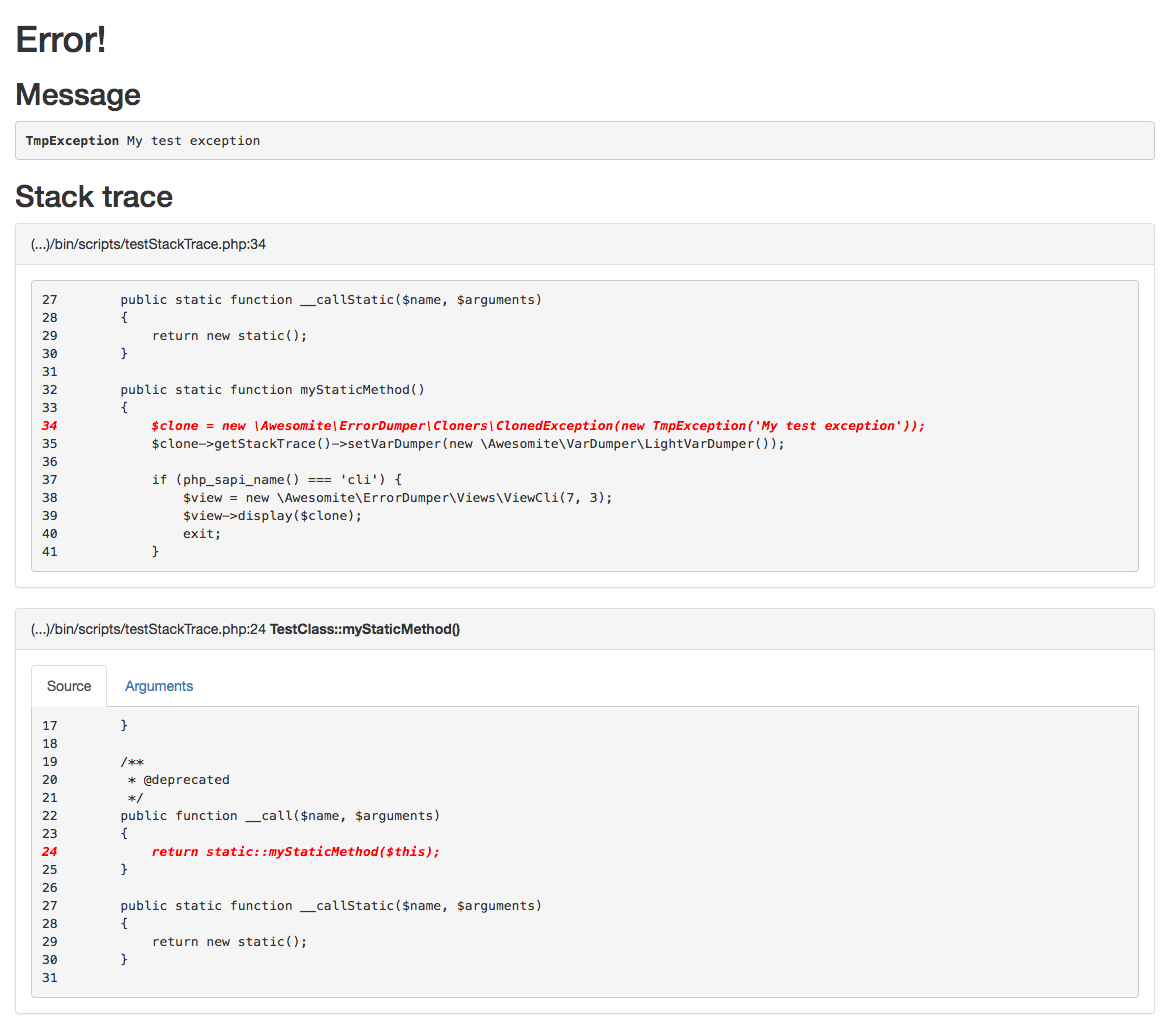 Error!
Message
TmpException My test exception
Stack trace
(...)/bin/scripts/testStackTrace.php:34
27        public static function __callStatic($name, $arguments)
28        {
29            return new static();
30        }
31
32        public static function myStaticMethod()
33        {
34            $clone = new \Awesomite\ErrorDumper\Cloners\ClonedException(new TmpException('My test exception'));
35            $clone->getStackTrace()->setVarDumper(new \Awesomite\VarDumper\LightVarDumper());
36
37            if (php_sapi_name() === 'cli') {
38                $view = new \Awesomite\ErrorDumper\Views\ViewCli(7, 3);
39                $view->display($clone);
40                exit;
41            }
(...)/bin/scripts/testStackTrace.php:24 TestClass::myStaticMethod()
Source Arguments
17        }
18
19        /**
20         * @deprecated
21         */
22        public function __call($name, $arguments)
23        {
24            return static::myStaticMethod($this);
25        }
26
27        public static function __callStatic($name, $arguments)
28        {
29            return new static();
30        }
31